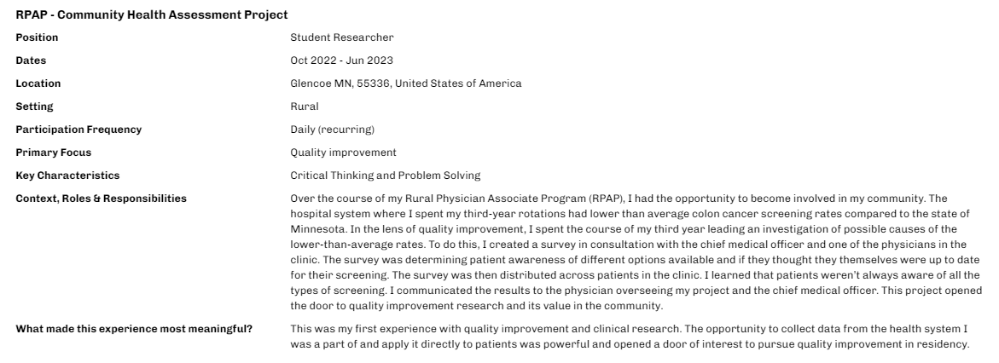 RPAP - Community Health Assessment Project
Position Student Researcher
Dates Oct 2022 - Jun 2023
Location Glencoe MN, 55336, United States of America
Setting Rural
Participation Frequency Daily (recurring)
Primary Focus Quality improvement
Key Characteristics Critical Thinking and Problem Solving
Context, Roles & Responsibilities Over the course of my Rural Physician Associate Program (RPAP), I had the opportunity to become involved in my community. The
hospital system where I spent my third-year rotations had lower than average colon cancer screening rates compared to the state of
Minnesota. In the lens of quality improvement, I spent the course of my third year leading an investigation of possible causes of the
lower-than-average rates. To do this, I created a survey in consultation with the chief medical officer and one of the physicians in the
clinic. The survey was determining patient awareness of different options available and if they thought they themselves were up to date
for their screening. The survey was then distributed across patients in the clinic. I learned that patients weren't always aware of all the
types of screening. I communicated the results to the physician overseeing my project and the chief medical officer. This project opened
the door to quality improvement research and its value in the community.
What made this experience most meaningful? This was my first experience with quality improvement and clinical research. The opportunity to collect data from the health system I
was a part of and apply it directly to patients was powerful and opened a door of interest to pursue quality improvement in residency.